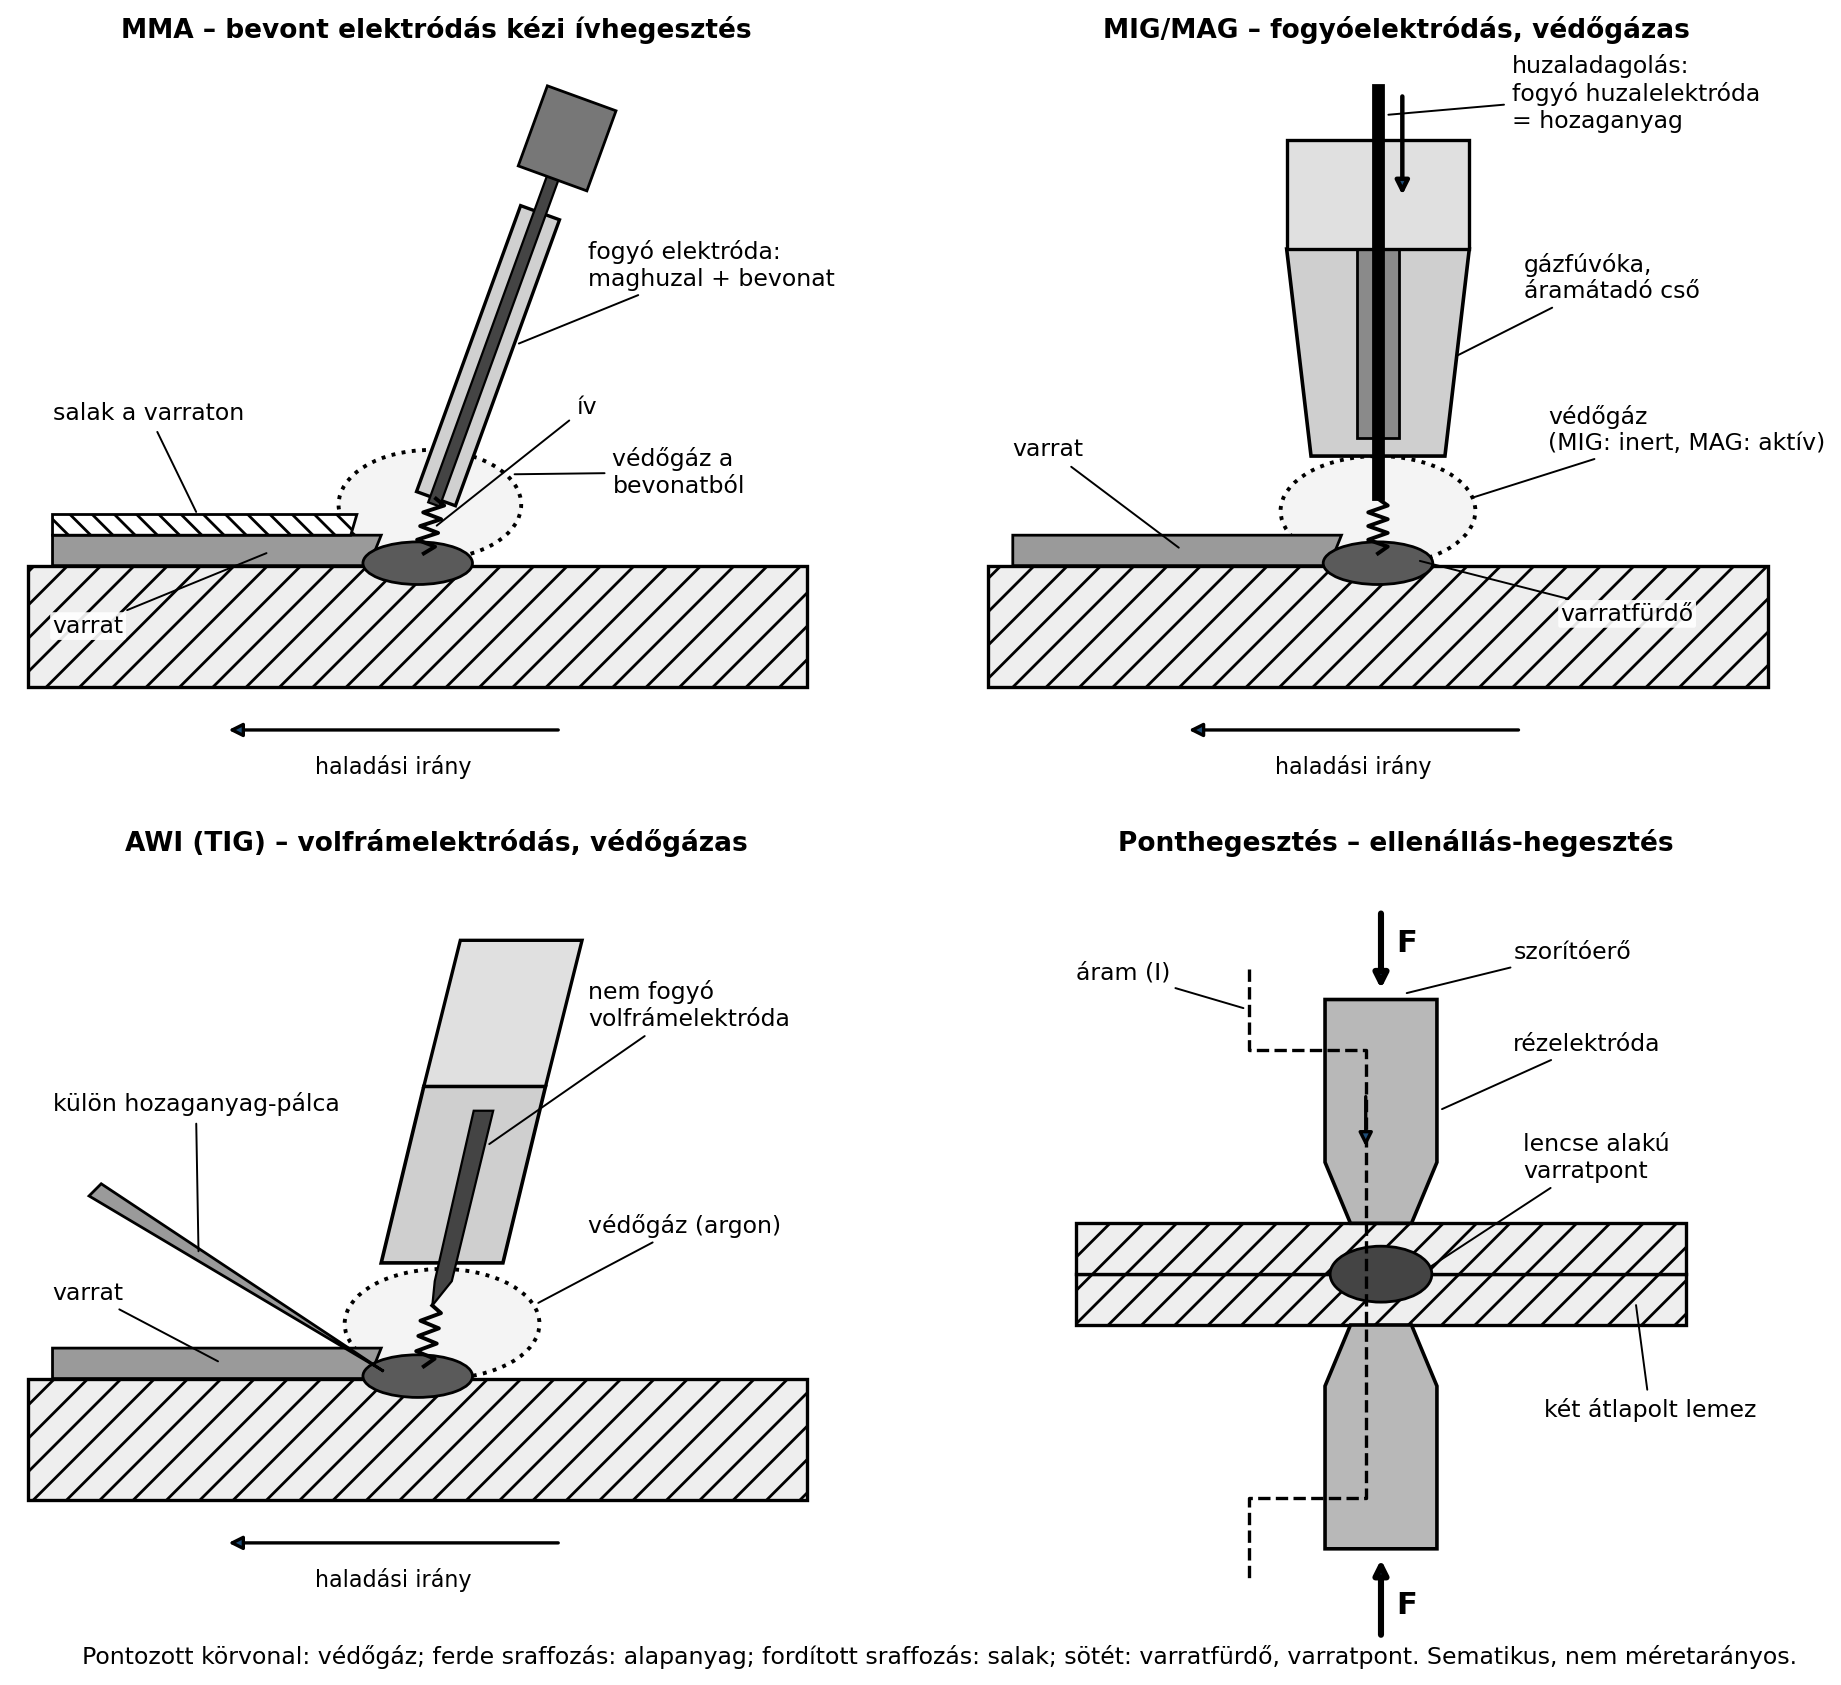 MMA – bevont elektródás kézi ívhegesztés
fogyó elektróda:
maghuzal + bevonat
ív
salak a varraton
védőgáz a
bevonatból
varrat
haladási irány
MIG/MAG – fogyóelektródás, védőgázas
huzaladagolás:
fogyó huzalelektróda
= hozaganyag
gázfúvóka,
áramátadó cső
védőgáz
(MIG: inert, MAG: aktív)
varrat
varratfürdő
haladási irány
AWI (TIG) – volfrámelektródás, védőgázas
nem fogyó
volfrámelektróda
külön hozaganyag-pálca
védőgáz (argon)
varrat
haladási irány
Ponthegesztés – ellenállás-hegesztés
F
szorítóerő
áram (I)
rézelektróda
lencse alakú
varratpont
két átlapolt lemez
F
Pontozott körvonal: védőgáz; ferde sraffozás: alapanyag; fordított sraffozás: salak; sötét: varratfürdő, varratpont. Sematikus, nem méretarányos.